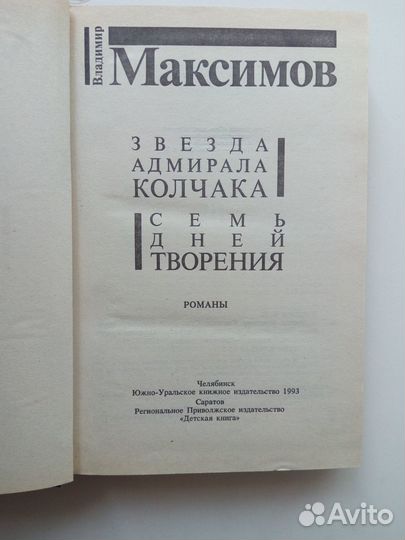 Владимир
Максимов
ЗВЕЗДА
АДМИРАЛА
КОЛЧАКА
СЕМЬ
ДНЕЙ
ТВОРЕНИЯ
РОМАНЫ
Челябинск
Южно-Уральское книжное издательство 1993
Саратов
Региональное Приволжское издательство
«Детская книга»
Avito